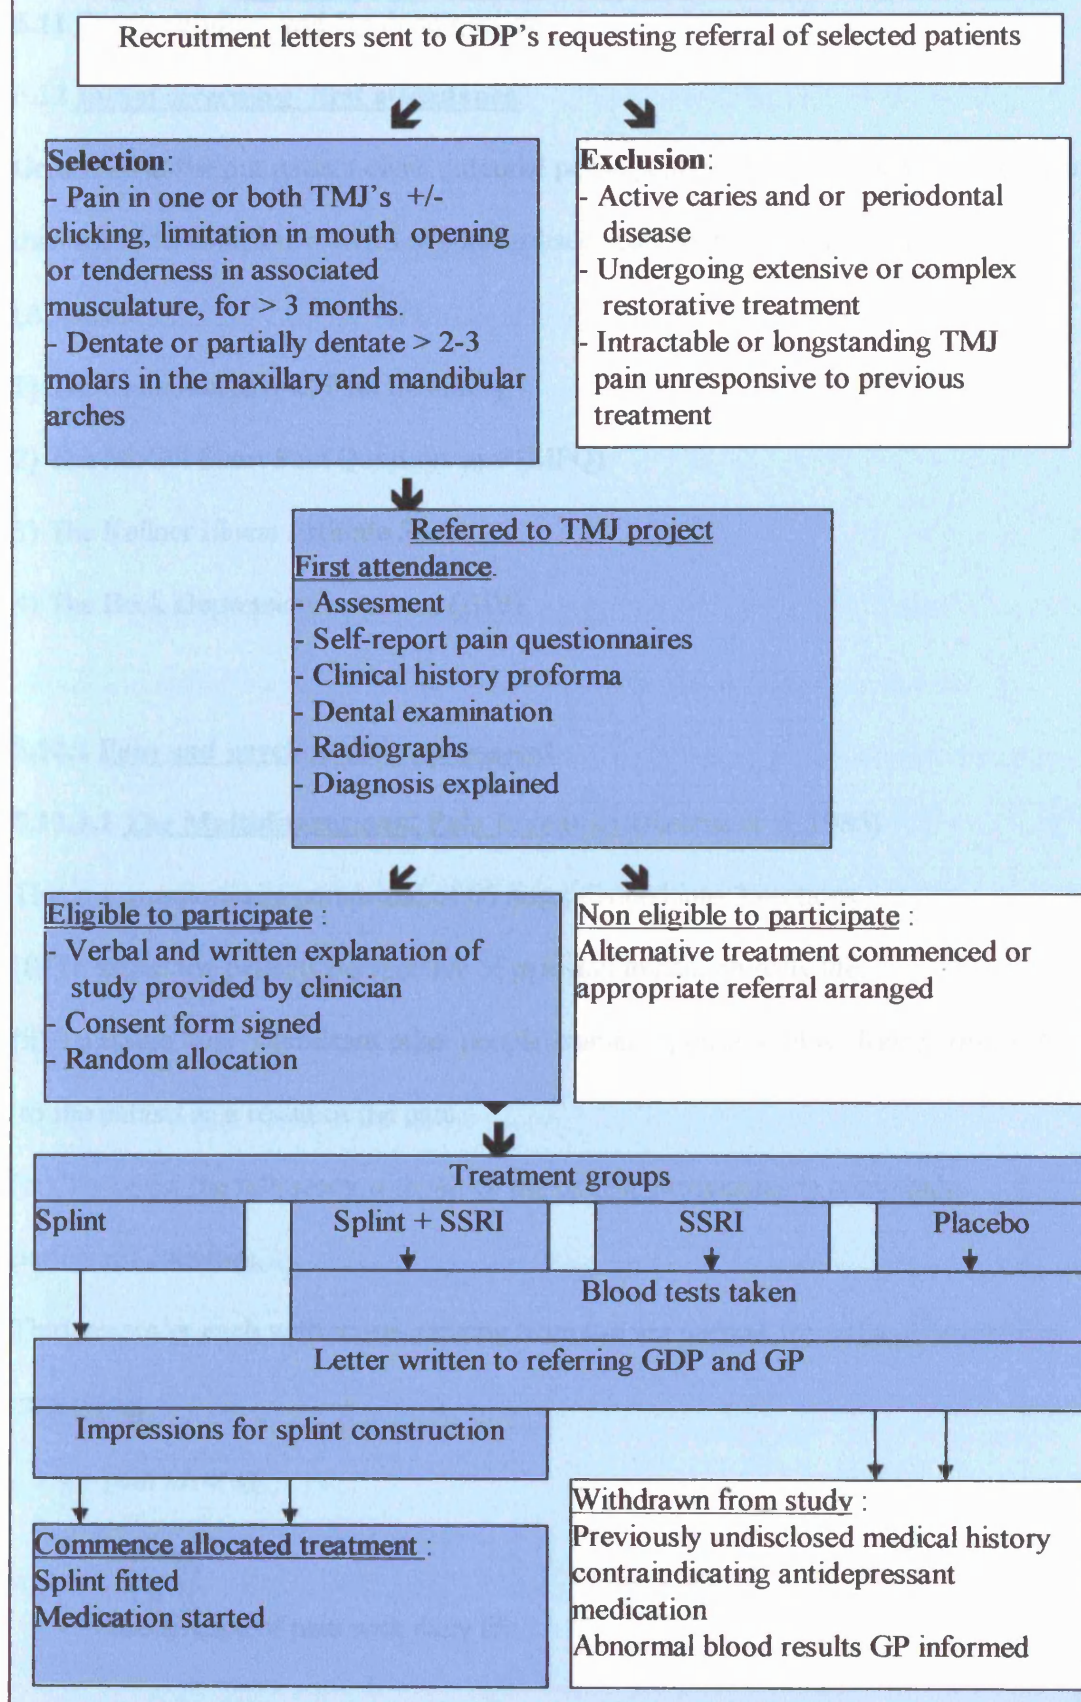 Recruitment letters sent to GDP's requesting referral of selected patients
Selection:
- Pain in one or both TMJ's +/-
clicking, limitation in mouth opening
or tenderness in associated
musculature, for > 3 months.
- Dentate or partially dentate > 2-3
molars in the maxillary and mandibular
arches
Exclusion:
- Active caries and or periodontal
disease
- Undergoing extensive or complex
restorative treatment
- Intractable or longstanding TMJ
pain unresponsive to previous
treatment
Referred to TMJ project
First attendance.
- Assesment
- Self-report pain questionnaires
- Clinical history proforma
- Dental examination
- Radiographs
- Diagnosis explained
Eligible to participate :
- Verbal and written explanation of
study provided by clinician
- Consent form signed
- Random allocation
Non eligible to participate :
Alternative treatment commenced or
appropriate referral arranged
Treatment groups
Splint
Splint + SSRI
SSRI
Placebo
Blood tests taken
Letter written to referring GDP and GP
Impressions for splint construction
Commence allocated treatment :
Splint fitted
Medication started
Withdrawn from study :
Previously undisclosed medical history
contraindicating antidepressant
medication
Abnormal blood results GP informed